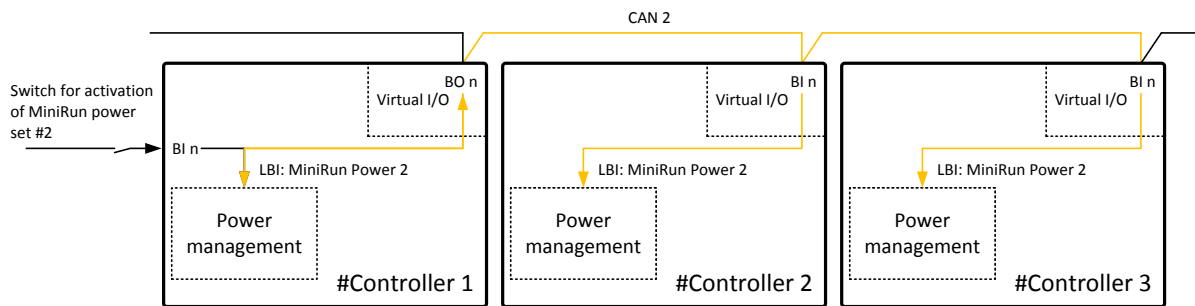 CAN 2
Switch for activation
of MiniRun power
set #2
BI n
BO n
Virtual I/O
LBI: MiniRun Power 2
Power
management
#Controller 1
BI n
Virtual I/O
LBI: MiniRun Power 2
Power
management
#Controller 2
BI n
Virtual I/O
LBI: MiniRun Power 2
Power
management
#Controller 3